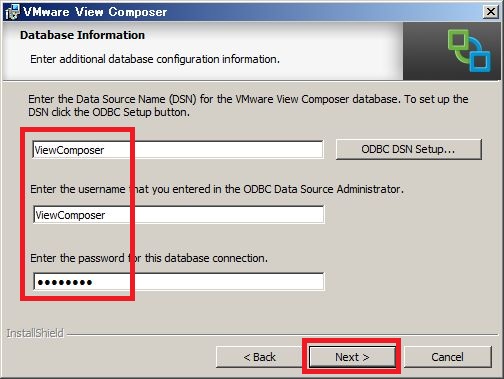 VMware View Composer
Database Information
Enter additional database configuration information.
Enter the Data Source Name (DSN) for the VMware View Composer database. To set up the
DSN click the ODBC Setup button.
ViewComposer
ODBC DSN Setup...
Enter the username that you entered in the ODBC Data Source Administrator.
ViewComposer
Enter the password for this database connection.
••••••••
InstallShield
< Back
Next >
Cancel